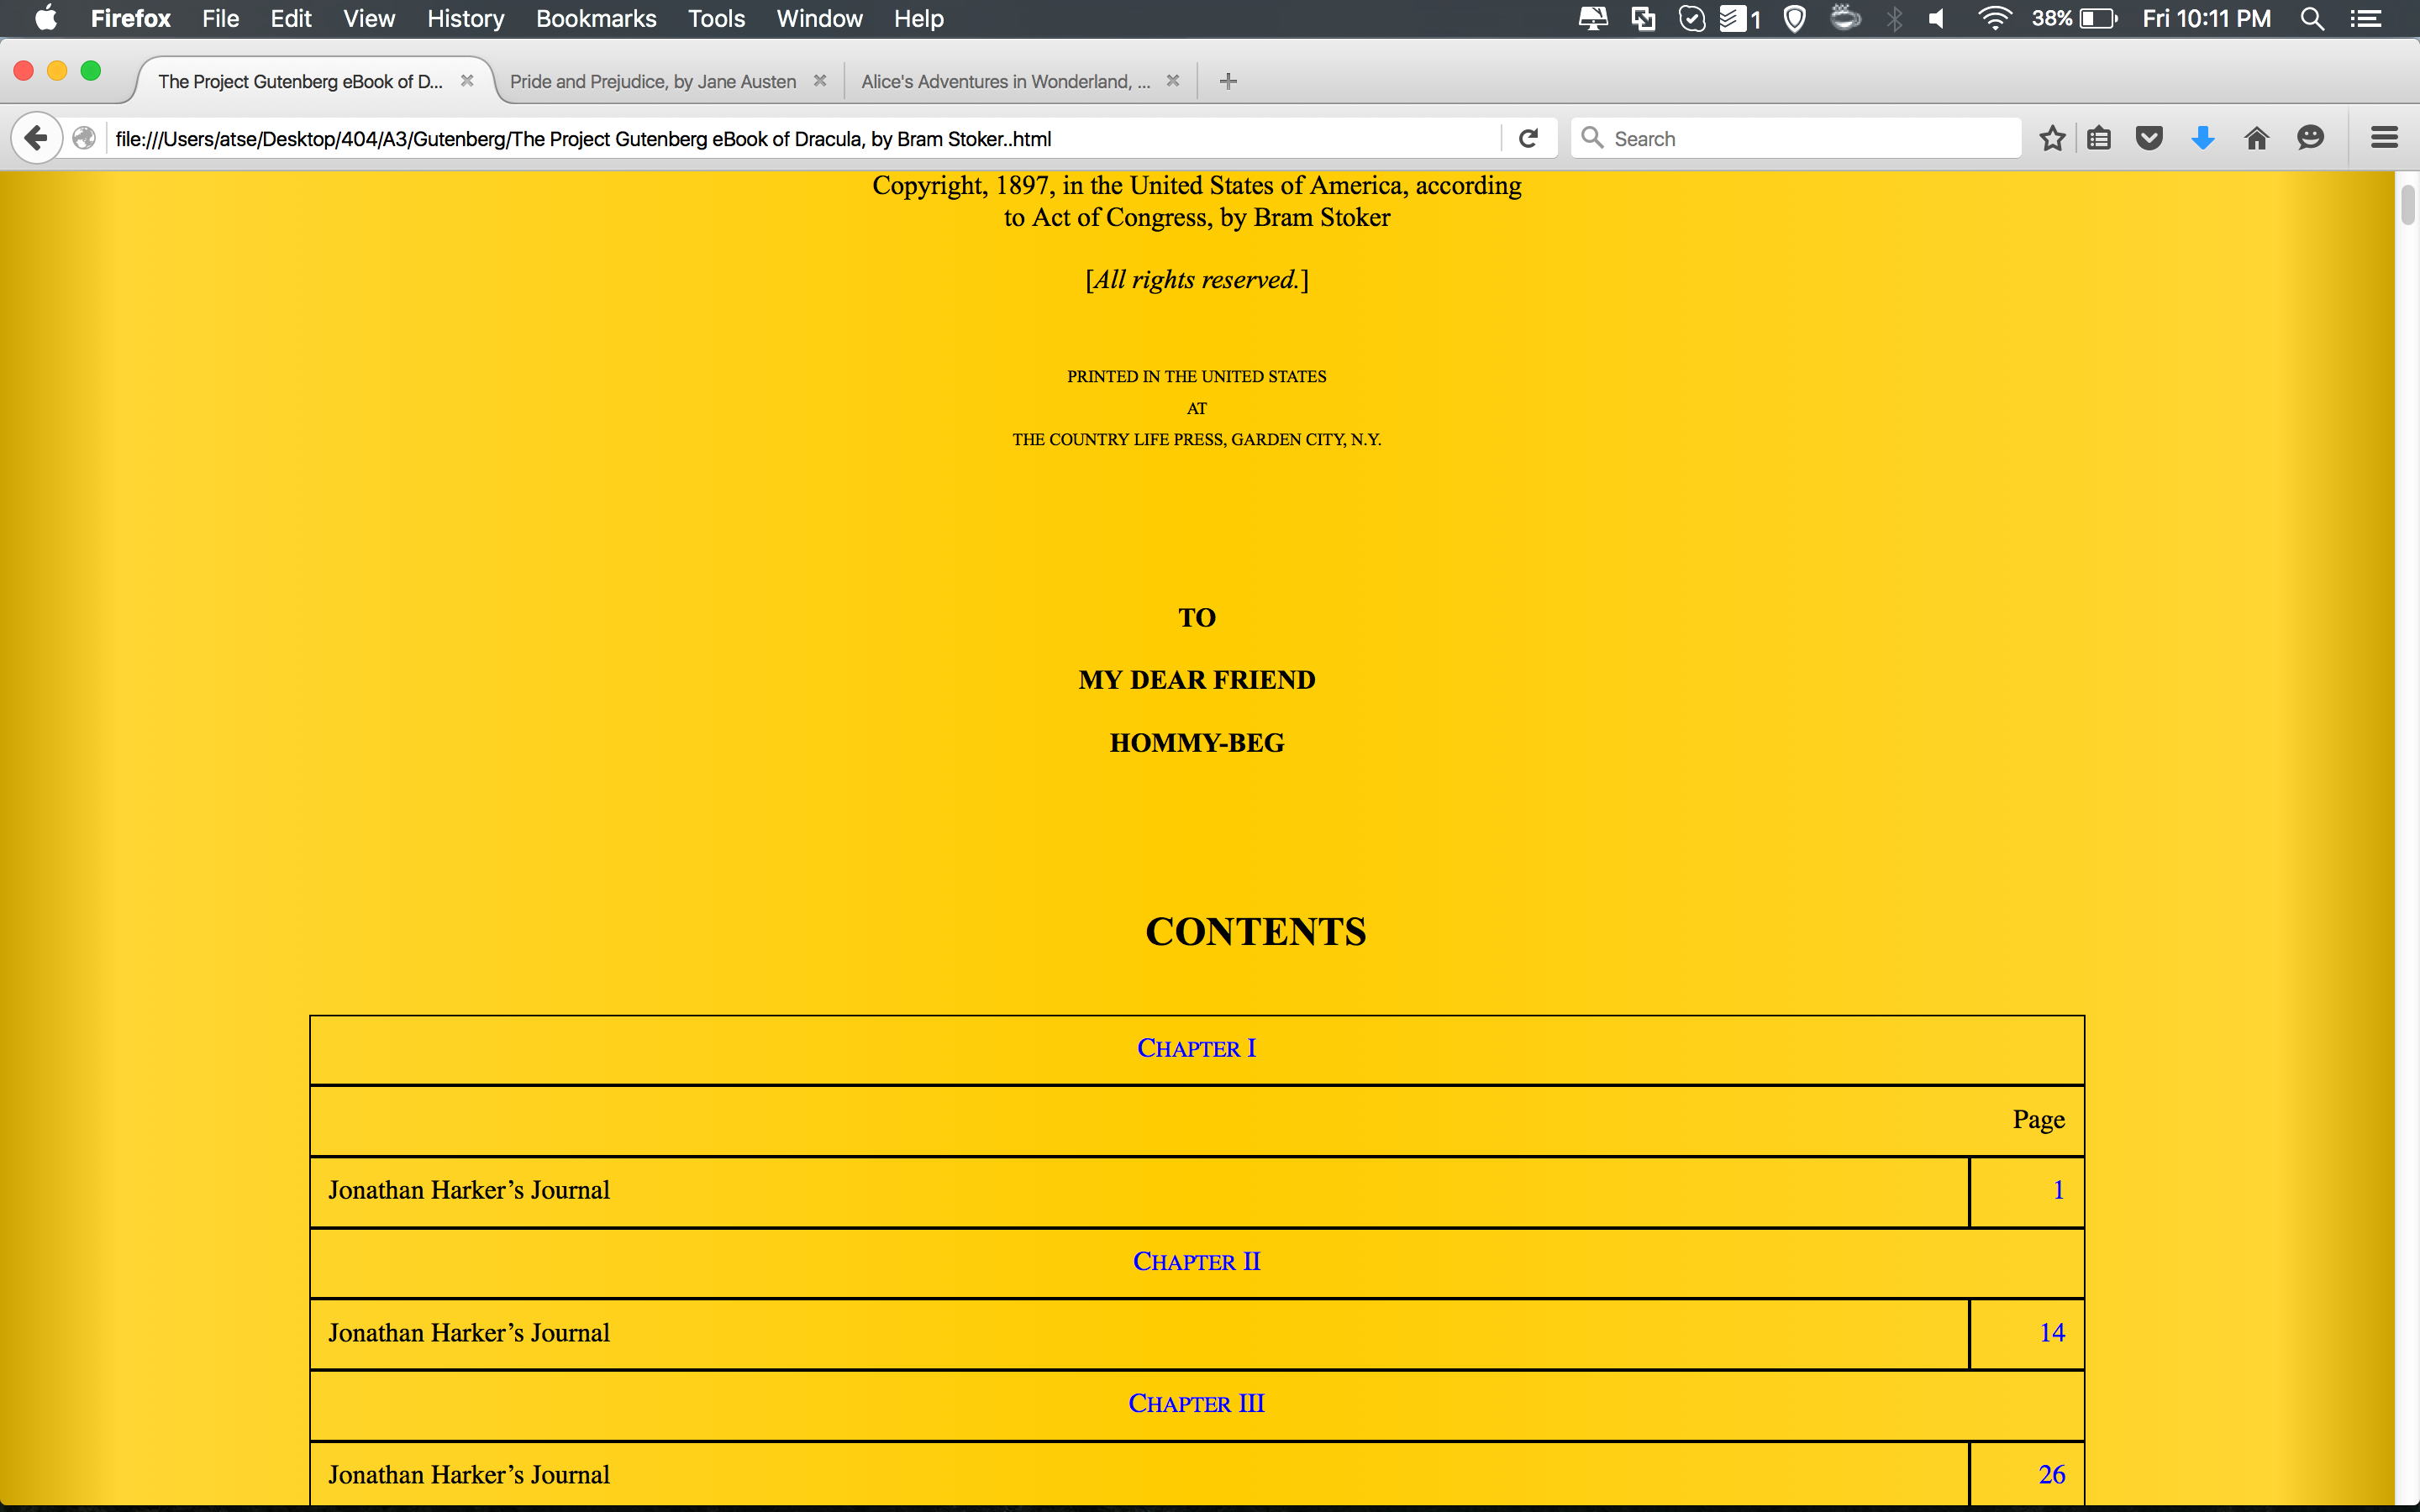 Firefox File Edit View History Bookmarks Tools Window Help 1 38% Fri 10:11 PM
The Project Gutenberg eBook of D... Pride and Prejudice, by Jane Austen Alice's Adventures in Wonderland, ...
file:///Users/atse/Desktop/404/A3/Gutenberg/The Project Gutenberg eBook of Dracula, by Bram Stoker..html Search
Copyright, 1897, in the United States of America, according
to Act of Congress, by Bram Stoker
[All rights reserved.]
PRINTED IN THE UNITED STATES
AT
THE COUNTRY LIFE PRESS, GARDEN CITY, N.Y.
TO
MY DEAR FRIEND
HOMMY-BEG
CONTENTS
CHAPTER I
Page
Jonathan Harker’s Journal 1
CHAPTER II
Jonathan Harker’s Journal 14
CHAPTER III
Jonathan Harker’s Journal 26